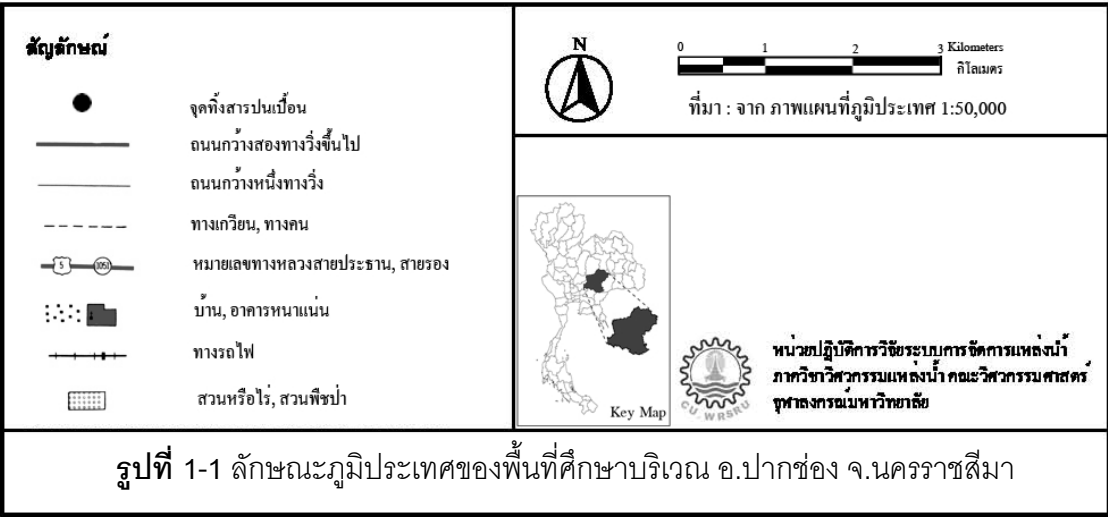 สัญลักษณ์
จุดทิ้งสารปนเปื้อน
ถนนกว้างสองทางวิ่งขึ้นไป
ถนนกว้างหนึ่งทางวิ่ง
ทางเกวียน, ทางคน
5 1051
หมายเลขทางหลวงสายประธาน, สายรอง
บ้าน, อาคารหนาแน่น
ทางรถไฟ
สวนหรือไร่, สวนพืชป่า
N
0 1 2 3 Kilometers
กิโลเมตร
ที่มา : จาก ภาพแผนที่ภูมิประเทศ 1:50,000
Key Map
CU_WRSRU
หน่วยปฏิบัติการวิจัยระบบการจัดการแหล่งน้ำ
ภาควิชาวิศวกรรมแหล่งน้ำ คณะวิศวกรรมศาสตร์
จุฬาลงกรณ์มหาวิทยาลัย
รูปที่ 1-1 ลักษณะภูมิประเทศของพื้นที่ศึกษาบริเวณ อ.ปากช่อง จ.นครราชสีมา